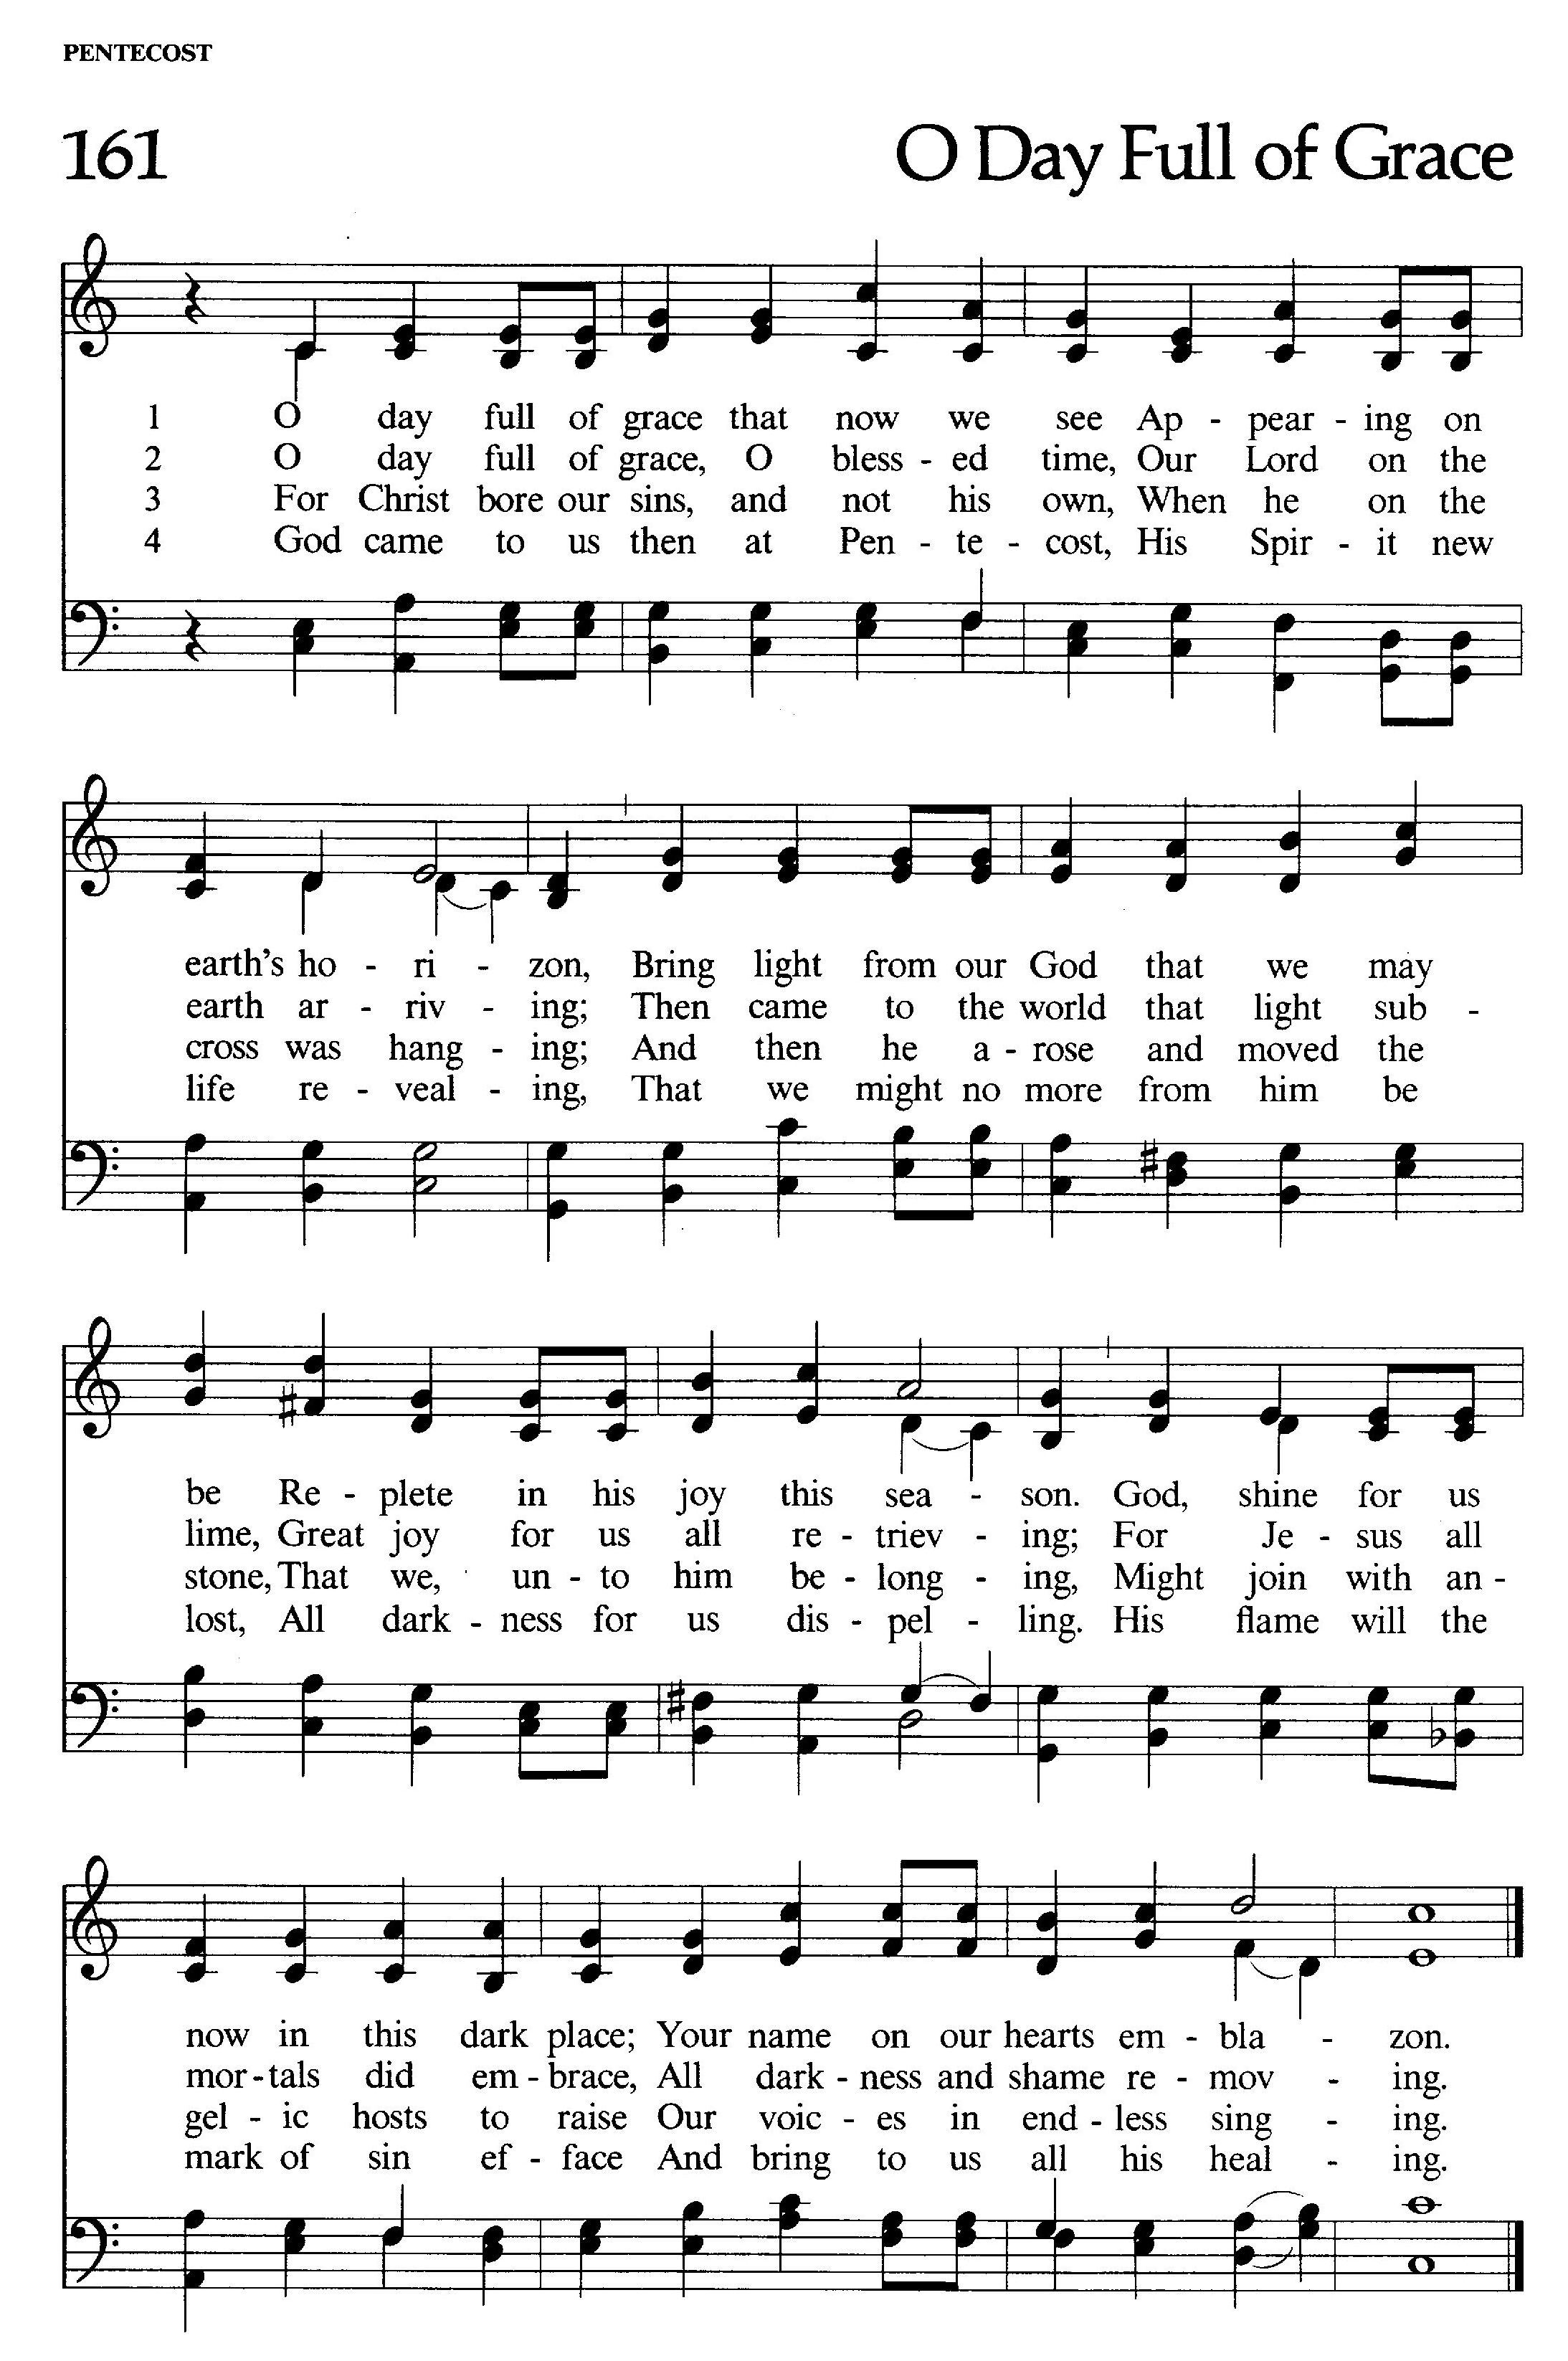 PENTECOST
161 O Day Full of Grace
1 O day full of grace that now we see Ap - pear - ing on
2 O day full of grace, O bless - ed time, Our Lord on the
3 For Christ bore our sins, and not his own, When he on the
4 God came to us then at Pen - te - cost, His Spir - it new
earth's ho - ri - zon, Bring light from our God that we may
earth ar - riv - ing; Then came to the world that light sub -
cross was hang - ing; And then he a - rose and moved the
life re - veal - ing, That we might no more from him be
be Re - plete in his joy this sea - son. God, shine for us
lime, Great joy for us all re - triev - ing; For Je - sus all
stone, That we, un - to him be - long - ing, Might join with an -
lost, All dark - ness for us dis - pel - ling. His flame will the
now in this dark place; Your name on our hearts em - bla - zon.
mor - tals did em - brace, All dark - ness and shame re - mov - ing.
gel - ic hosts to raise Our voic - es in end - less sing - ing.
mark of sin ef - face And bring to us all his heal - ing.